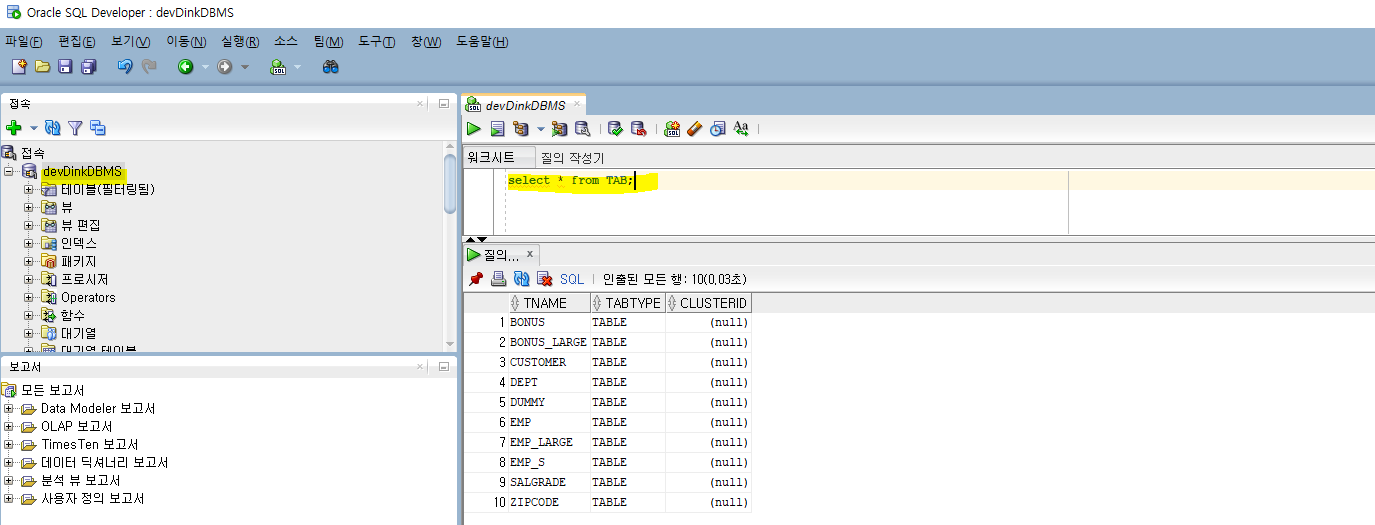 Oracle SQL Developer : devDinkDBMS
파일(F) 편집(E) 보기(V) 이동(N) 실행(R) 소스 팀(M) 도구(T) 창(W) 도움말(H)
접속
접속
devDinkDBMS
테이블(필터링됨)
뷰
뷰 편집
인덱스
패키지
프로시저
Operators
함수
대기열
대기열 테이블
보고서
모든 보고서
Data Modeler 보고서
OLAP 보고서
TimesTen 보고서
데이터 딕셔너리 보고서
분석 뷰 보고서
사용자 정의 보고서
devDinkDBMS
워크시트 질의 작성기
select * from TAB;
질의...
SQL 인출된 모든 행: 10(0,03초)
TNAME TABTYPE CLUSTERID
1 BONUS TABLE (null)
2 BONUS_LARGE TABLE (null)
3 CUSTOMER TABLE (null)
4 DEPT TABLE (null)
5 DUMMY TABLE (null)
6 EMP TABLE (null)
7 EMP_LARGE TABLE (null)
8 EMP_S TABLE (null)
9 SALGRADE TABLE (null)
10 ZIPCODE TABLE (null)